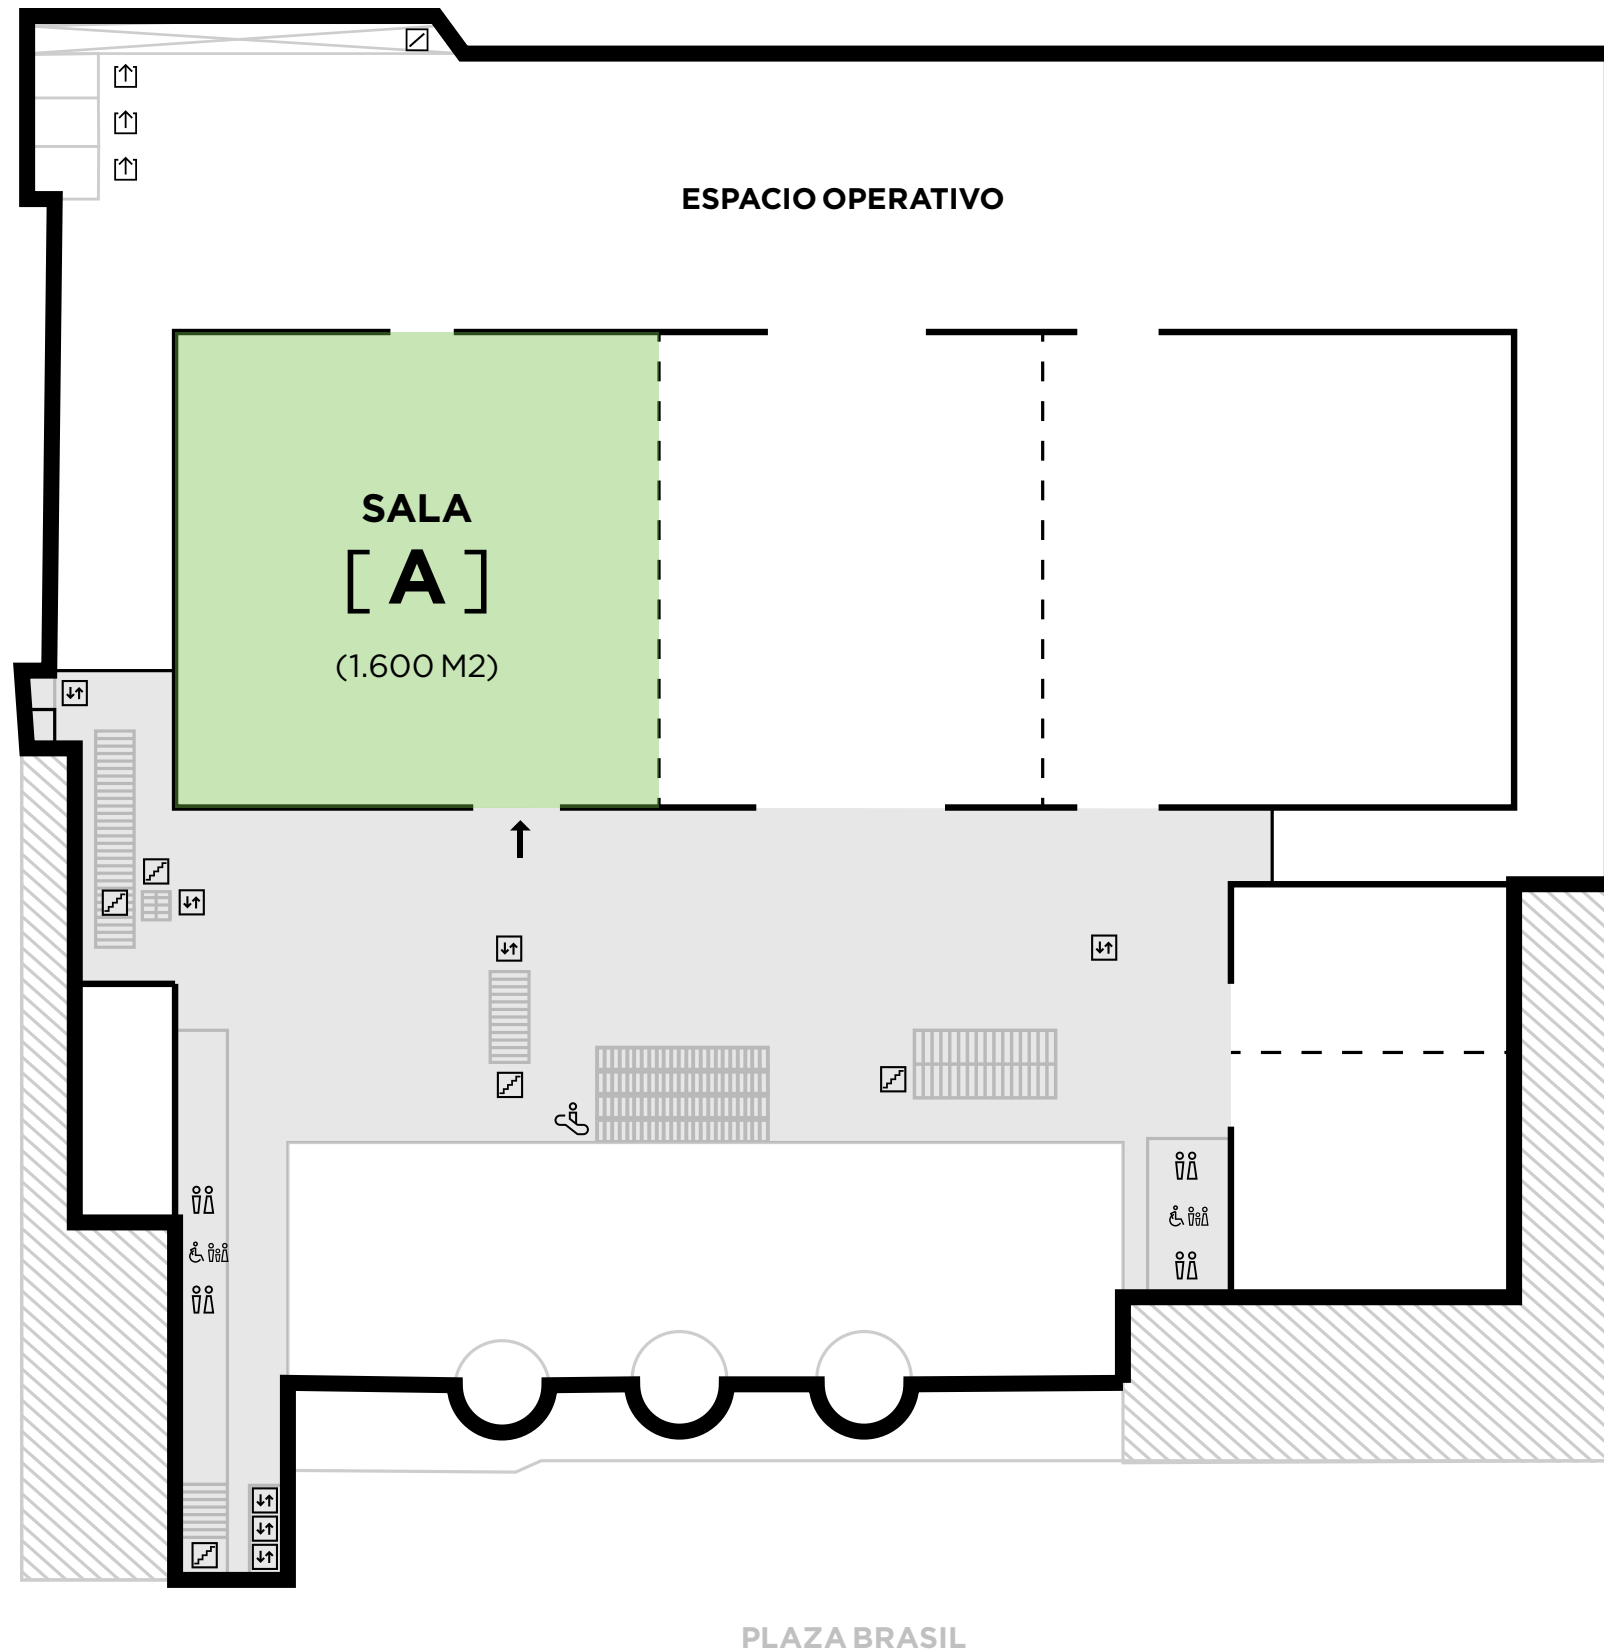 ESPACIO OPERATIVO
SALA
[ A ]
(1.600 M2)
PLAZA BRASIL